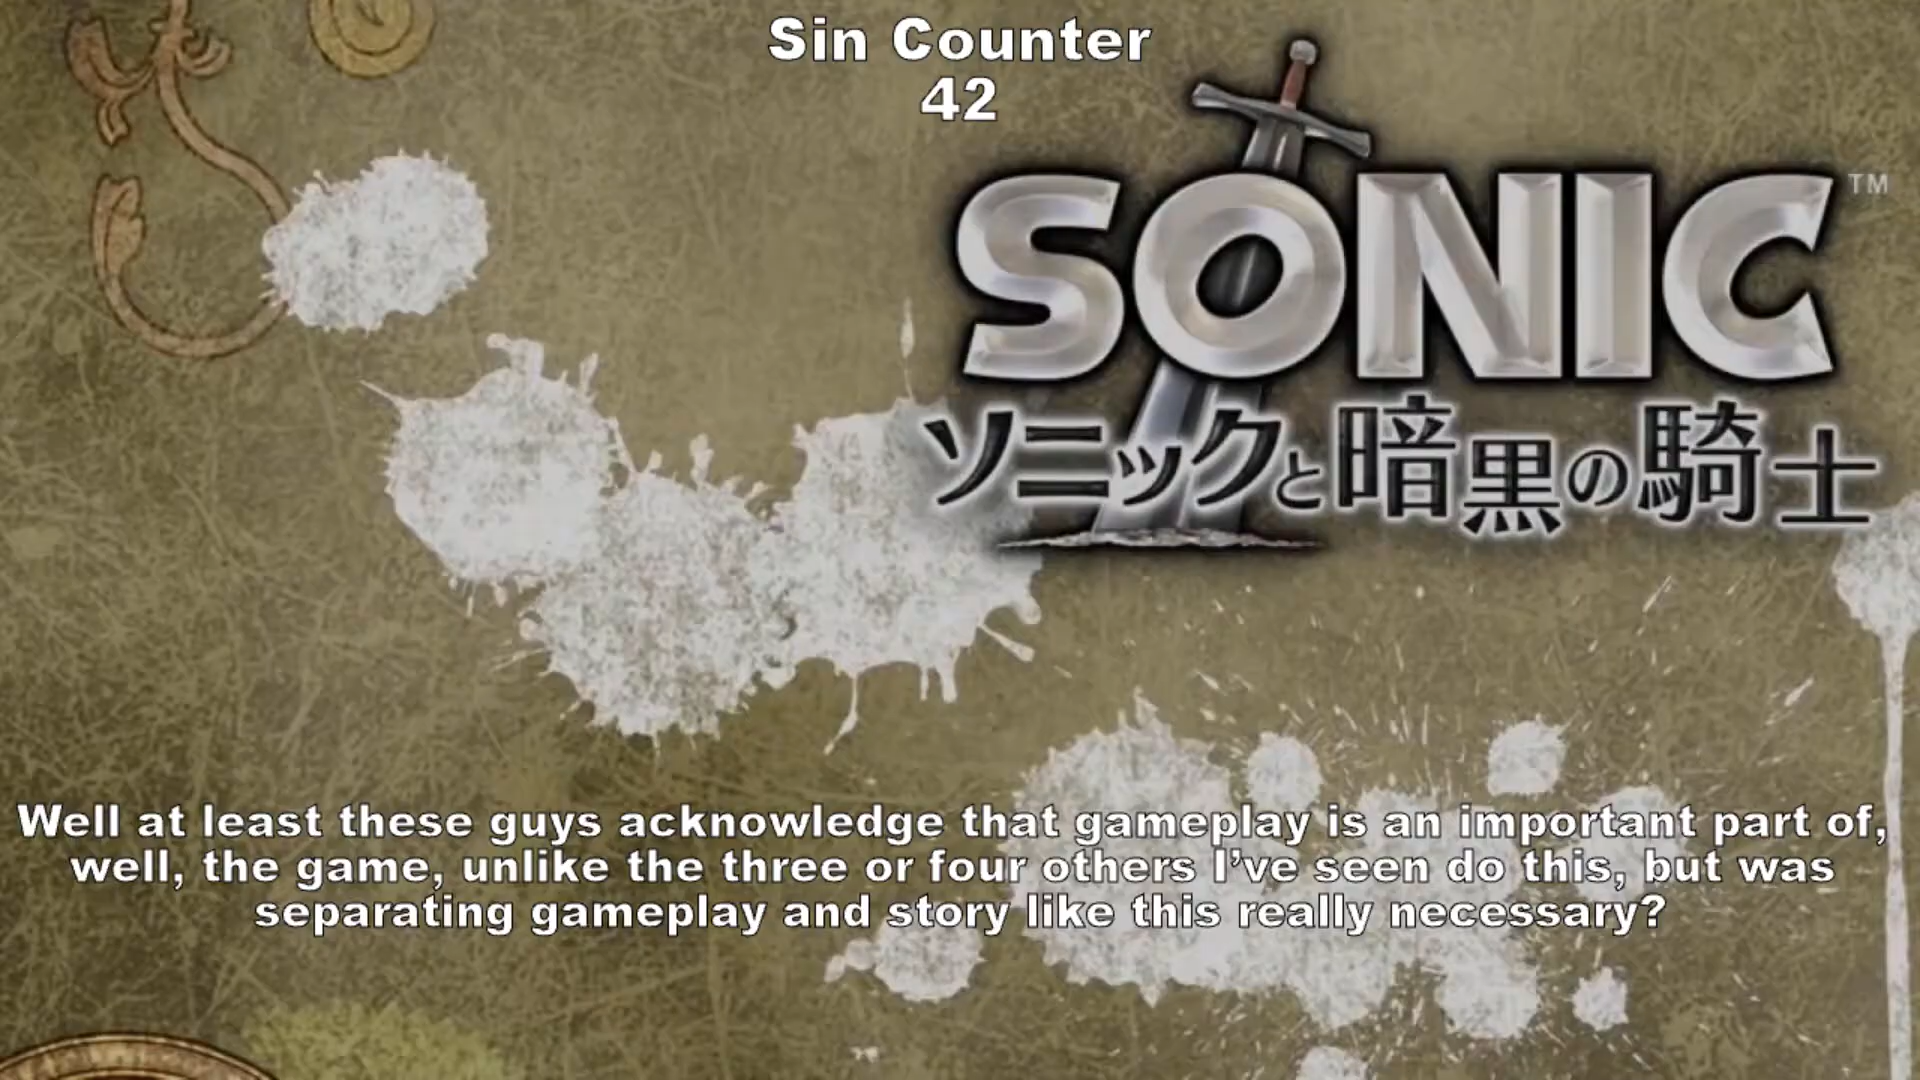 Sin Counter
42
SONIC™
ソニックと暗黒の騎士
Well at least these guys acknowledge that gameplay is an important part of,
well, the game, unlike the three or four others I’ve seen do this, but was
separating gameplay and story like this really necessary?